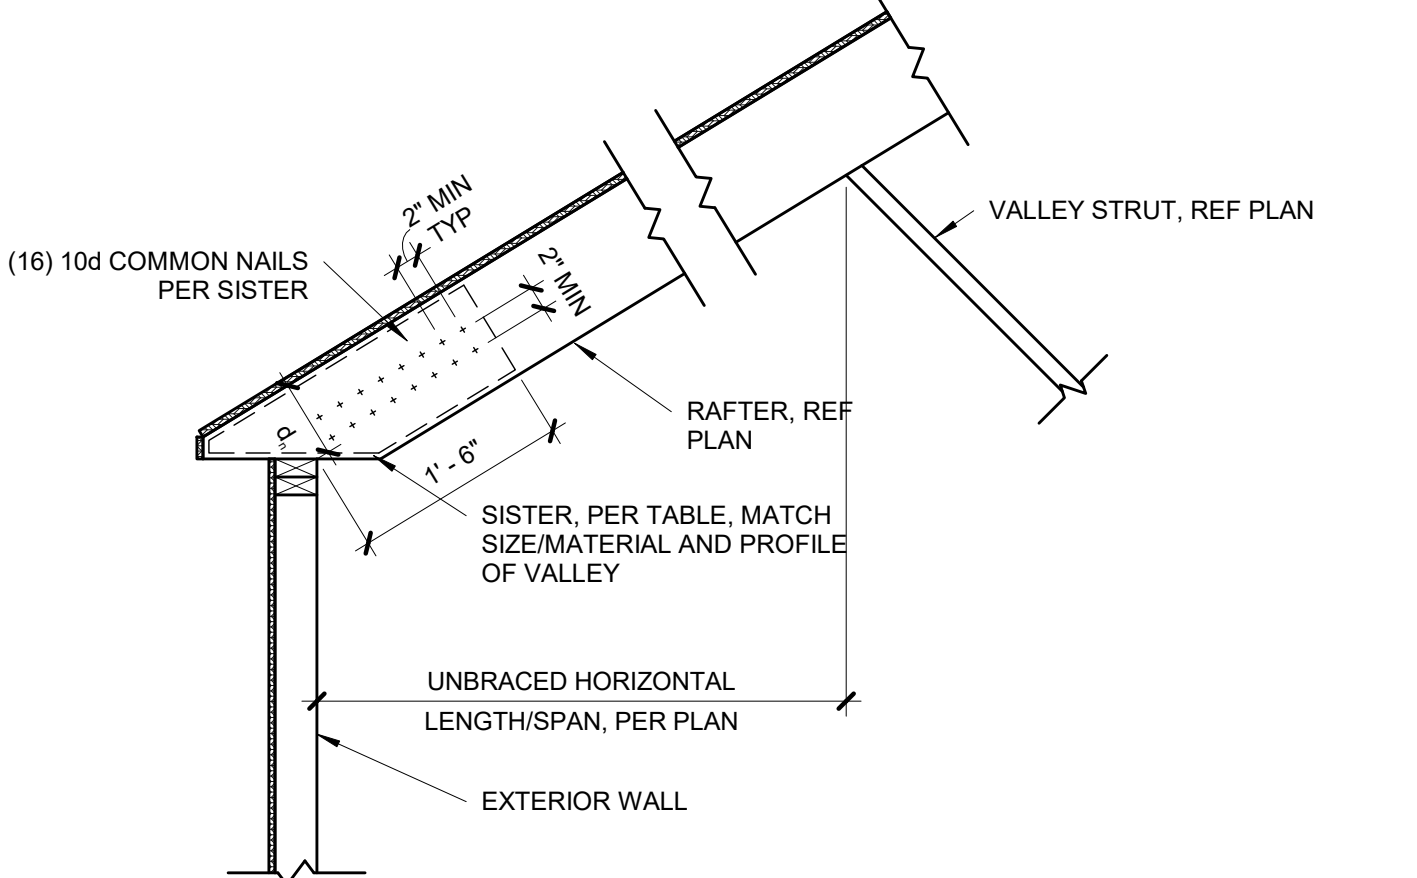 2" MIN
TYP
(16) 10d COMMON NAILS
PER SISTER
2" MIN
VALLEY STRUT, REF PLAN
RAFTER, REF
PLAN
"d"
1' - 6"
SISTER, PER TABLE, MATCH
SIZE/MATERIAL AND PROFILE
OF VALLEY
UNBRACED HORIZONTAL
LENGTH/SPAN, PER PLAN
EXTERIOR WALL